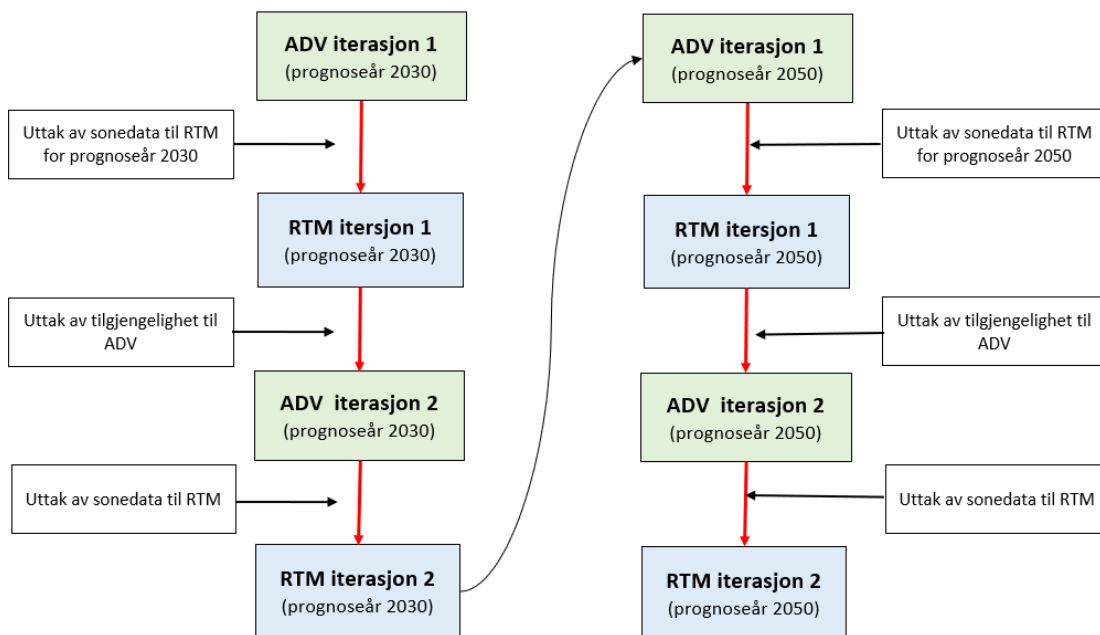 ADV iterasjon 1
(prognoseår 2030)
Uttak av sonedata til RTM
for prognoseår 2030
RTM itersjon 1
(prognoseår 2030)
Uttak av tilgjengelighet til
ADV
ADV iterasjon 2
(prognoseår 2030)
Uttak av sonedata til RTM
RTM iterasjon 2
(prognoseår 2030)
ADV iterasjon 1
(prognoseår 2050)
Uttak av sonedata til RTM
for prognoseår 2050
RTM itersjon 1
(prognoseår 2050)
Uttak av tilgjengelighet til
ADV
ADV iterasjon 2
(prognoseår 2050)
Uttak av sonedata til RTM
RTM iterasjon 2
(prognoseår 2050)